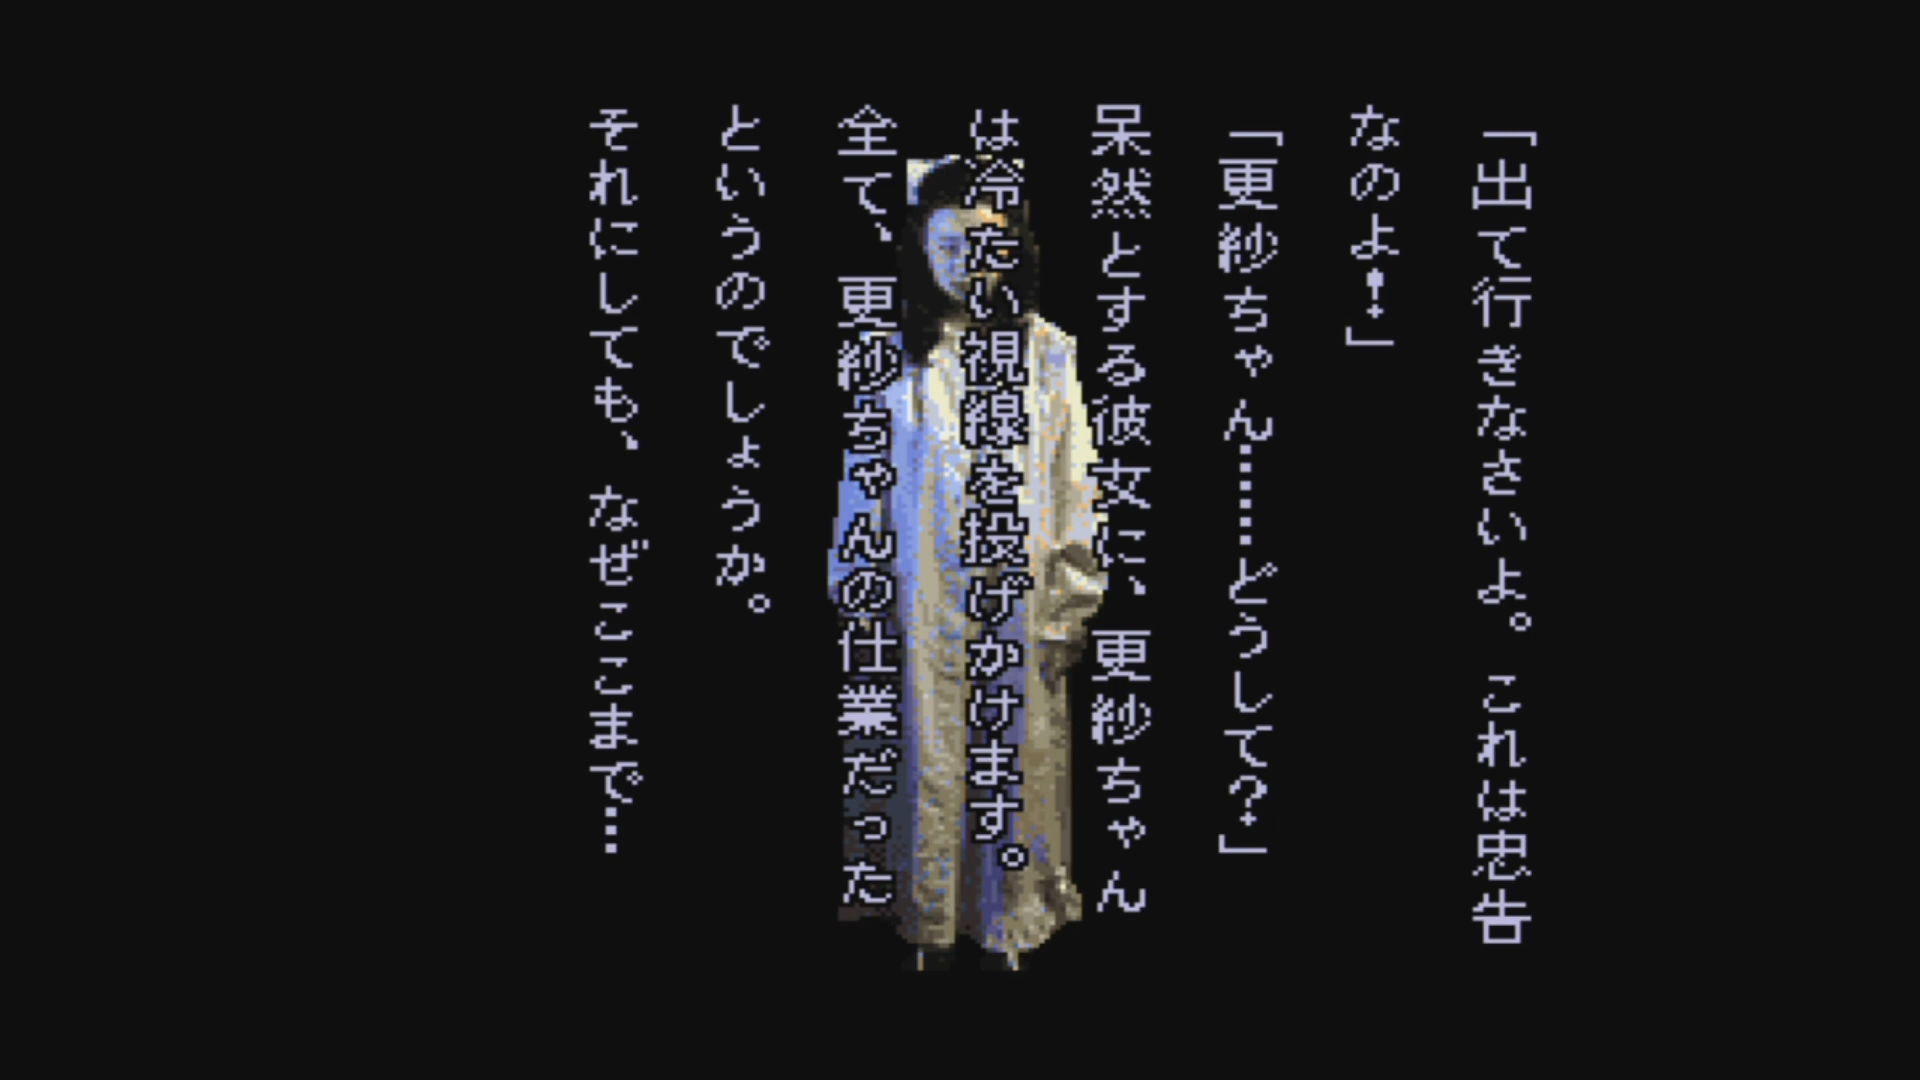 「出て行きなさいよ。これは忠告
なのよ！」
「更紗ちゃん……どうして？」
呆然とする彼女に、更紗ちゃん
は冷たい視線を投げかけます。
全て、更紗ちゃんの仕業だった
というのでしょうか。
それにしても、なぜここまで…